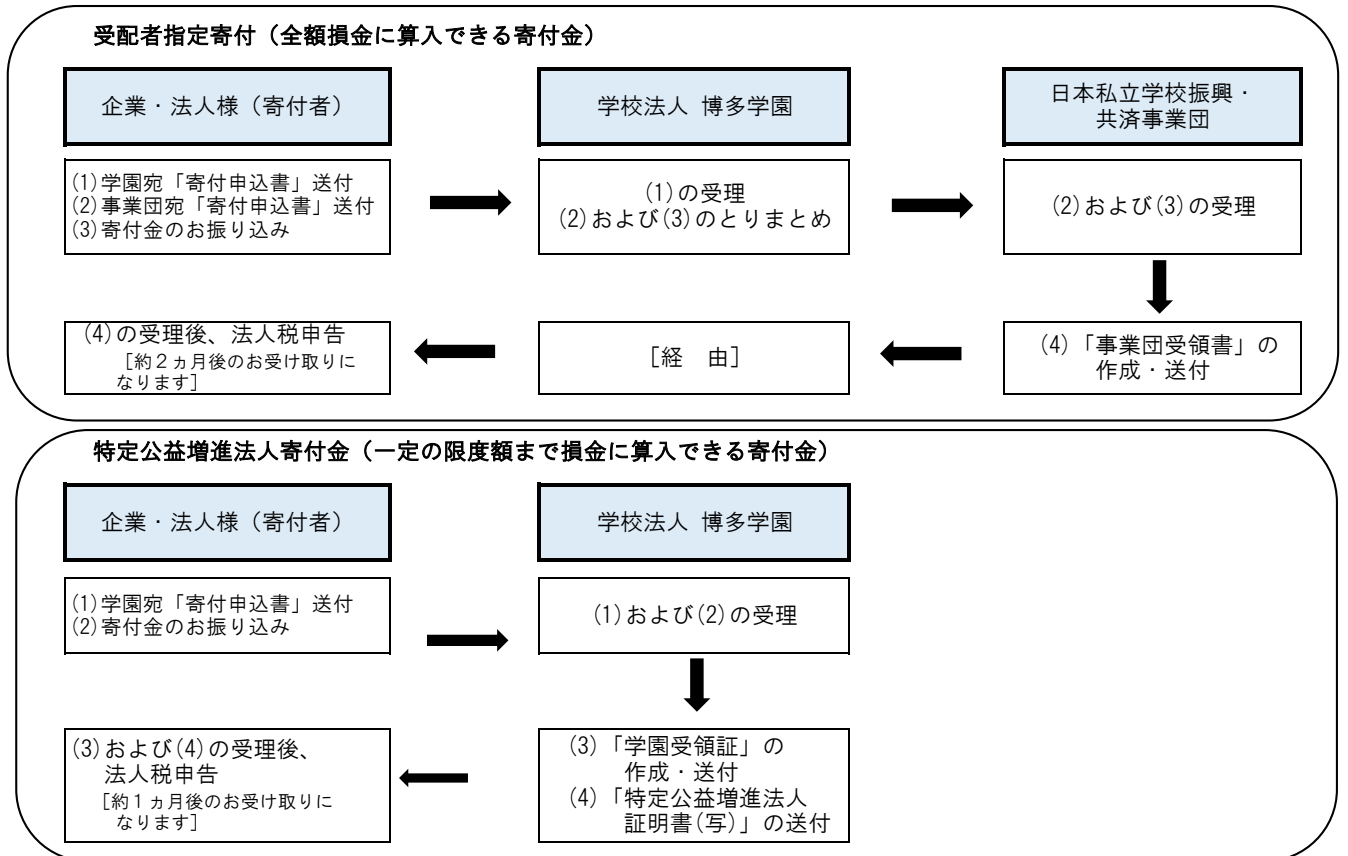 受配者指定寄付（全額損金に算入できる寄付金）
企業・法人様（寄付者）
学校法人 博多学園
日本私立学校振興・
共済事業団
(1)学園宛「寄付申込書」送付
(2)事業団宛「寄付申込書」送付
(3)寄付金のお振り込み
(1)の受理
(2)および(3)のとりまとめ
(2)および(3)の受理
(4)の受理後、法人税申告
［約２ヵ月後のお受け取りに
なります］
［経　由］
(4)「事業団受領書」の
作成・送付
特定公益増進法人寄付金（一定の限度額まで損金に算入できる寄付金）
企業・法人様（寄付者）
学校法人 博多学園
(1)学園宛「寄付申込書」送付
(2)寄付金のお振り込み
(1)および(2)の受理
(3)および(4)の受理後、
法人税申告
［約１ヵ月後のお受け取りに
なります］
(3)「学園受領証」の
作成・送付
(4)「特定公益増進法人
証明書(写)」の送付